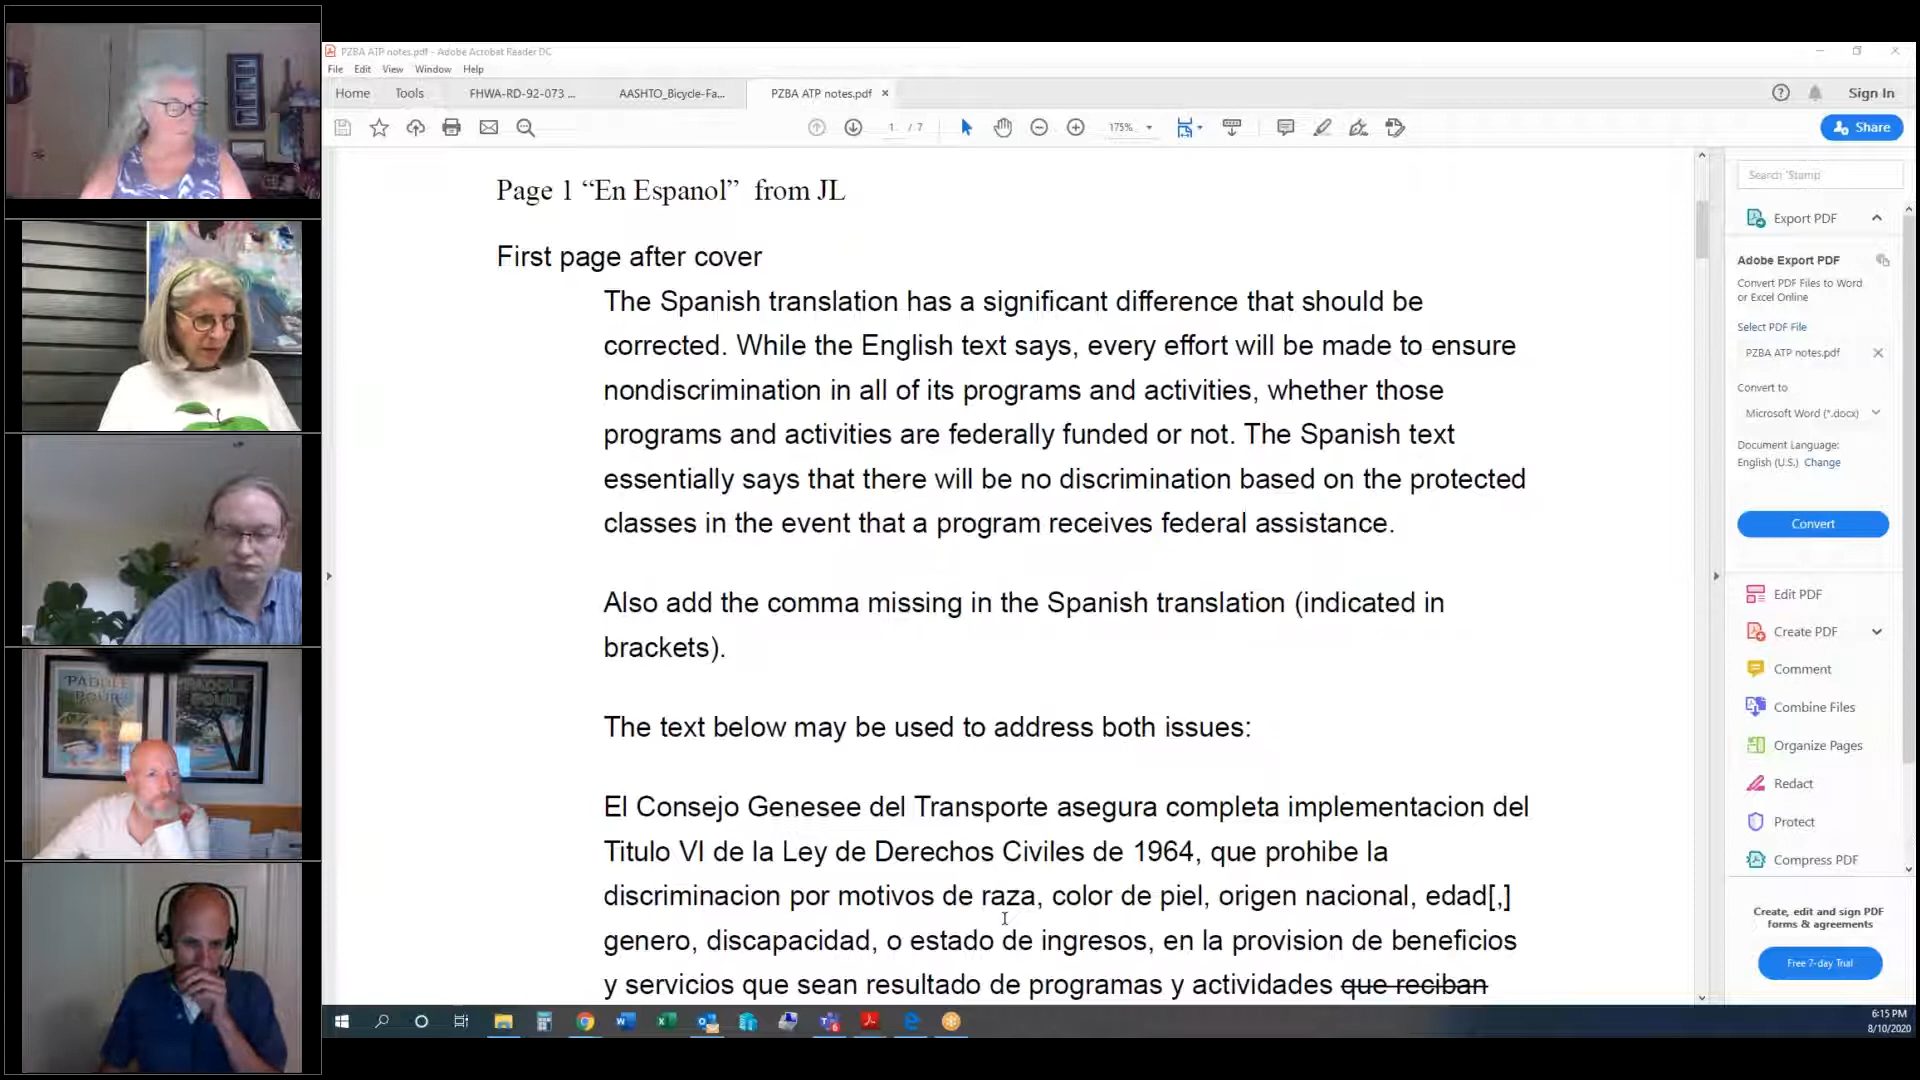 PZBA ATP notes.pdf - Adobe Acrobat Reader DC
File Edit View Window Help
Home Tools FHWA-RD-92-073 ... AASHTO_Bicycle-Fa... PZBA ATP notes.pdf × Sign In
1 / 7 175% Share
Page 1 “En Espanol” from JL
First page after cover
The Spanish translation has a significant difference that should be
corrected. While the English text says, every effort will be made to ensure
nondiscrimination in all of its programs and activities, whether those
programs and activities are federally funded or not. The Spanish text
essentially says that there will be no discrimination based on the protected
classes in the event that a program receives federal assistance.
Also add the comma missing in the Spanish translation (indicated in
brackets).
The text below may be used to address both issues:
El Consejo Genesee del Transporte asegura completa implementacion del
Titulo VI de la Ley de Derechos Civiles de 1964, que prohibe la
discriminacion por motivos de raza, color de piel, origen nacional, edad[,]
genero, discapacidad, o estado de ingresos, en la provision de beneficios
y servicios que sean resultado de programas y actividades que reciban
Search 'Stamp
Export PDF
Adobe Export PDF
Convert PDF Files to Word
or Excel Online
Select PDF File
PZBA ATP notes.pdf
Convert to
Microsoft Word (*.docx)
Document Language:
English (U.S.) Change
Convert
Edit PDF
Create PDF
Comment
Combine Files
Organize Pages
Redact
Protect
Compress PDF
Create, edit and sign PDF
forms & agreements
Free 7-day Trial
6:15 PM
8/10/2020
PADDLE
POUR